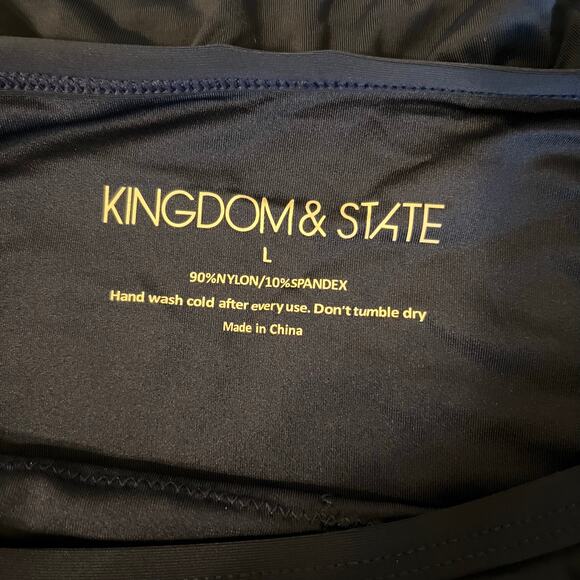 KINGDOM & STATE
L
90%NYLON/10%SPANDEX
Hand wash cold after every use. Don't tumble dry
Made in China